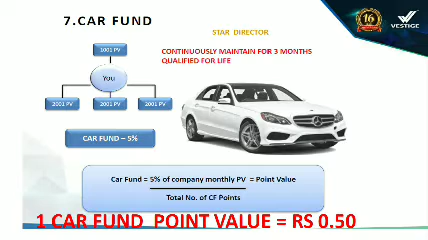 7.CAR FUND
16
VESTIGE
STAR DIRECTOR
1001 PV
CONTINUOUSLY MAINTAIN FOR 3 MONTHS
QUALIFIED FOR LIFE
You
2001 PV
2001 PV
2001 PV
CAR FUND – 5%
Car Fund = 5% of company monthly PV = Point Value
Total No. of CF Points
1 CAR FUND POINT VALUE = RS 0.50